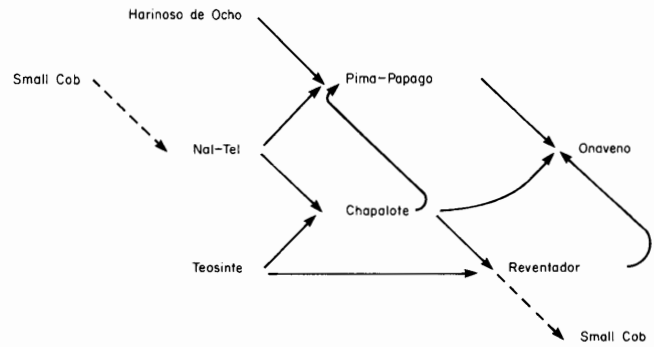 Harinoso de Ocho
Small Cob
Pima-Papago
Nal-Tel
Onaveno
Chapalote
Teosinte
Reventador
Small Cob